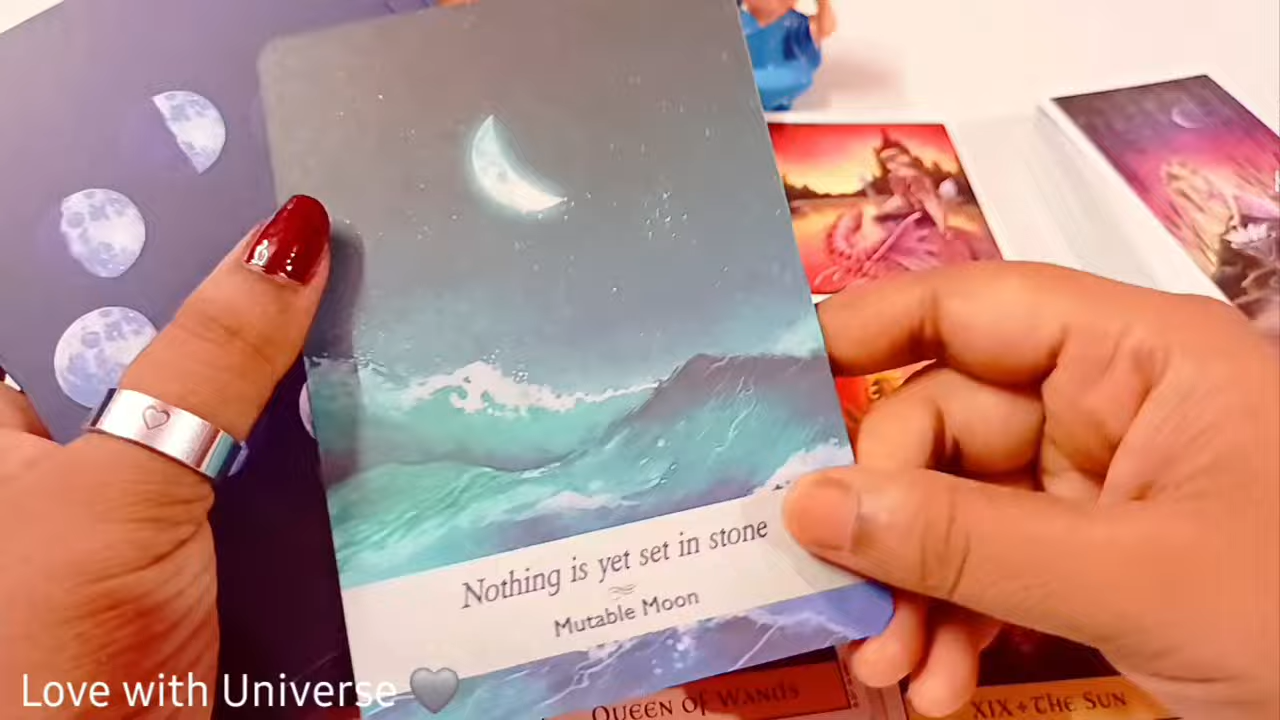 Nothing is yet set in stone
Mutable Moon
Love with Universe
Queen of Wands
XIX + The Sun